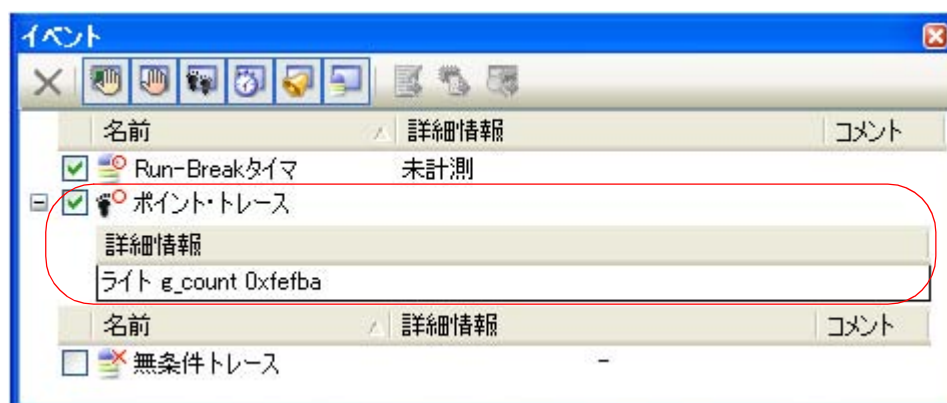 イベント
名前 詳細情報 コメント
Run-Breakタイマ 未計測
ポイント・トレース
詳細情報
ライト g_count 0xfefba
名前 詳細情報 コメント
無条件トレース -